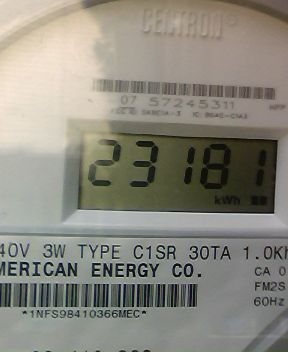 CENTRON®
07 57245311
23181
kWh
40V 3W TYPE C1SR 30TA 1.0Kh
MERICAN ENERGY CO.
CA 0
FM2S
60Hz
*1NFS98410366MEC*